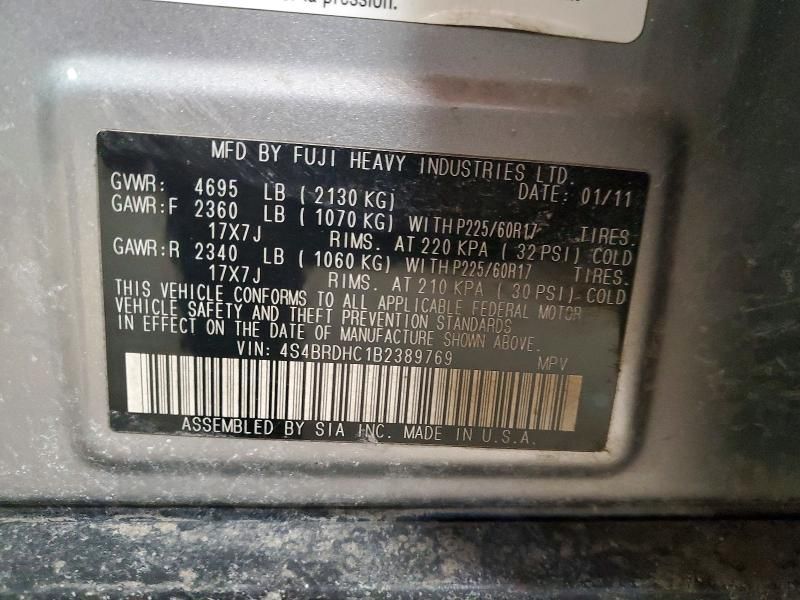 la pression.
MFD BY FUJI HEAVY INDUSTRIES LTD.
GVWR: 4695 LB ( 2130 KG) DATE: 01/11
GAWR:F 2360 LB ( 1070 KG) WITH P225/60R17 TIRES.
17X7J RIMS. AT 220 KPA ( 32 PSI) COLD
GAWR:R 2340 LB ( 1060 KG) WITH P225/60R17 TIRES.
17X7J RIMS. AT 210 KPA ( 30 PSI) COLD
THIS VEHICLE CONFORMS TO ALL APPLICABLE FEDERAL MOTOR
VEHICLE SAFETY AND THEFT PREVENTION STANDARDS
IN EFFECT ON THE DATE OF MANUFACTURE SHOWN ABOVE.
VIN: 4S4BRDHC1B2389769 MPV
ASSEMBLED BY SIA INC. MADE IN U.S.A.